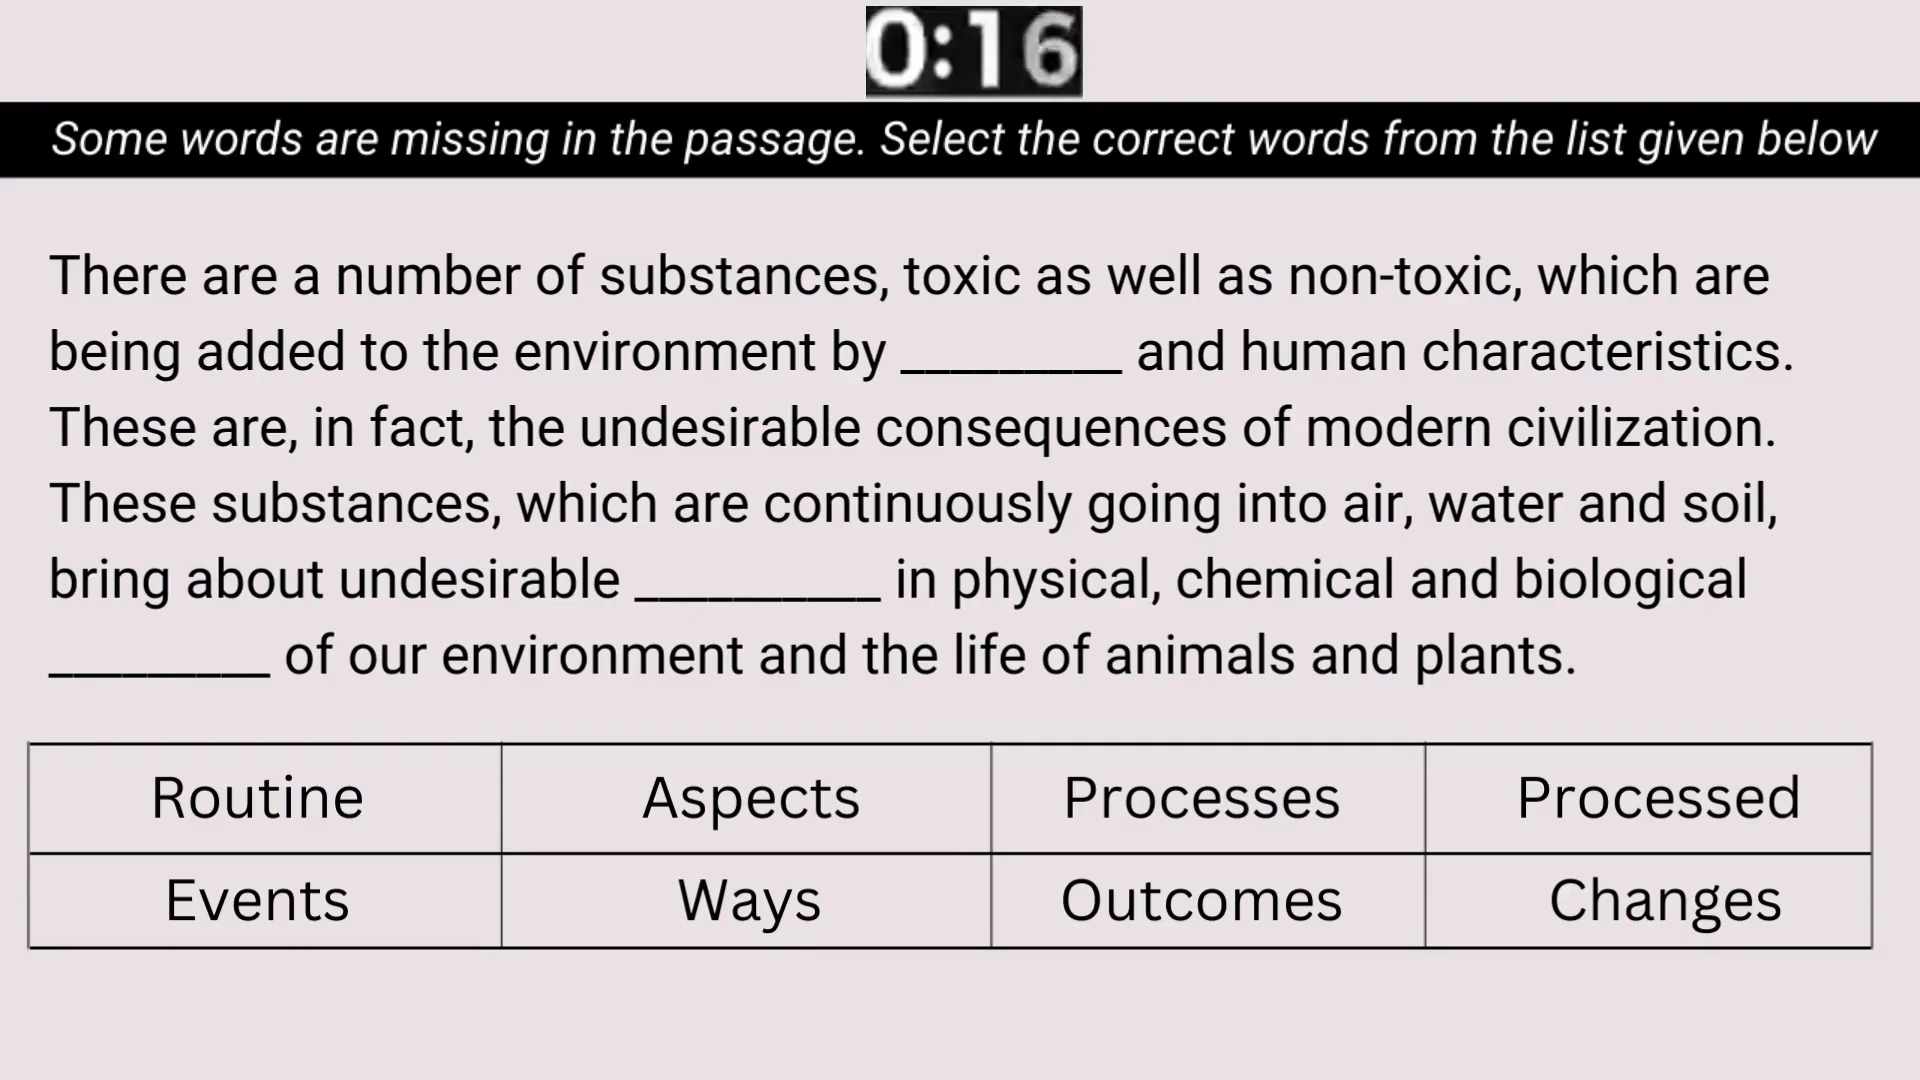 0:16
Some words are missing in the passage. Select the correct words from the list given below
There are a number of substances, toxic as well as non-toxic, which are
being added to the environment by _________ and human characteristics.
These are, in fact, the undesirable consequences of modern civilization.
These substances, which are continuously going into air, water and soil,
bring about undesirable __________ in physical, chemical and biological
_________ of our environment and the life of animals and plants.
Routine Aspects Processes Processed
Events Ways Outcomes Changes